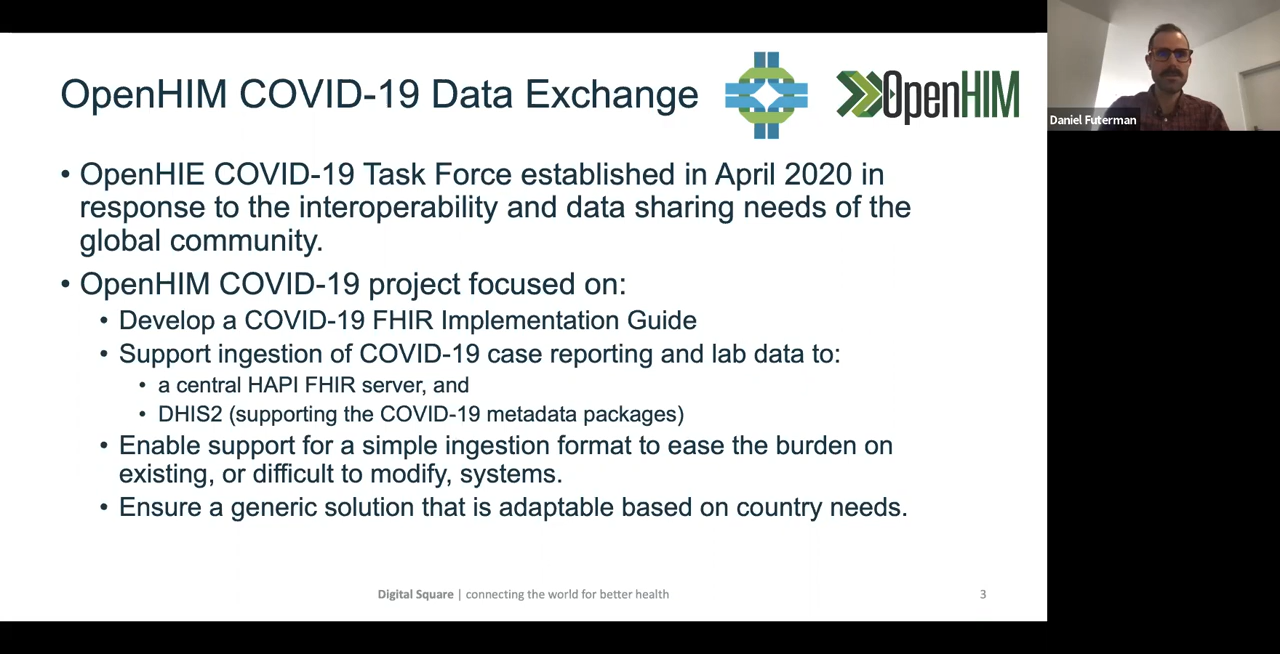 OpenHIM COVID-19 Data Exchange
OpenHIM
Daniel Futerman
• OpenHIE COVID-19 Task Force established in April 2020 in
response to the interoperability and data sharing needs of the
global community.
• OpenHIM COVID-19 project focused on:
• Develop a COVID-19 FHIR Implementation Guide
• Support ingestion of COVID-19 case reporting and lab data to:
• a central HAPI FHIR server, and
• DHIS2 (supporting the COVID-19 metadata packages)
• Enable support for a simple ingestion format to ease the burden on
existing, or difficult to modify, systems.
• Ensure a generic solution that is adaptable based on country needs.
Digital Square | connecting the world for better health
3